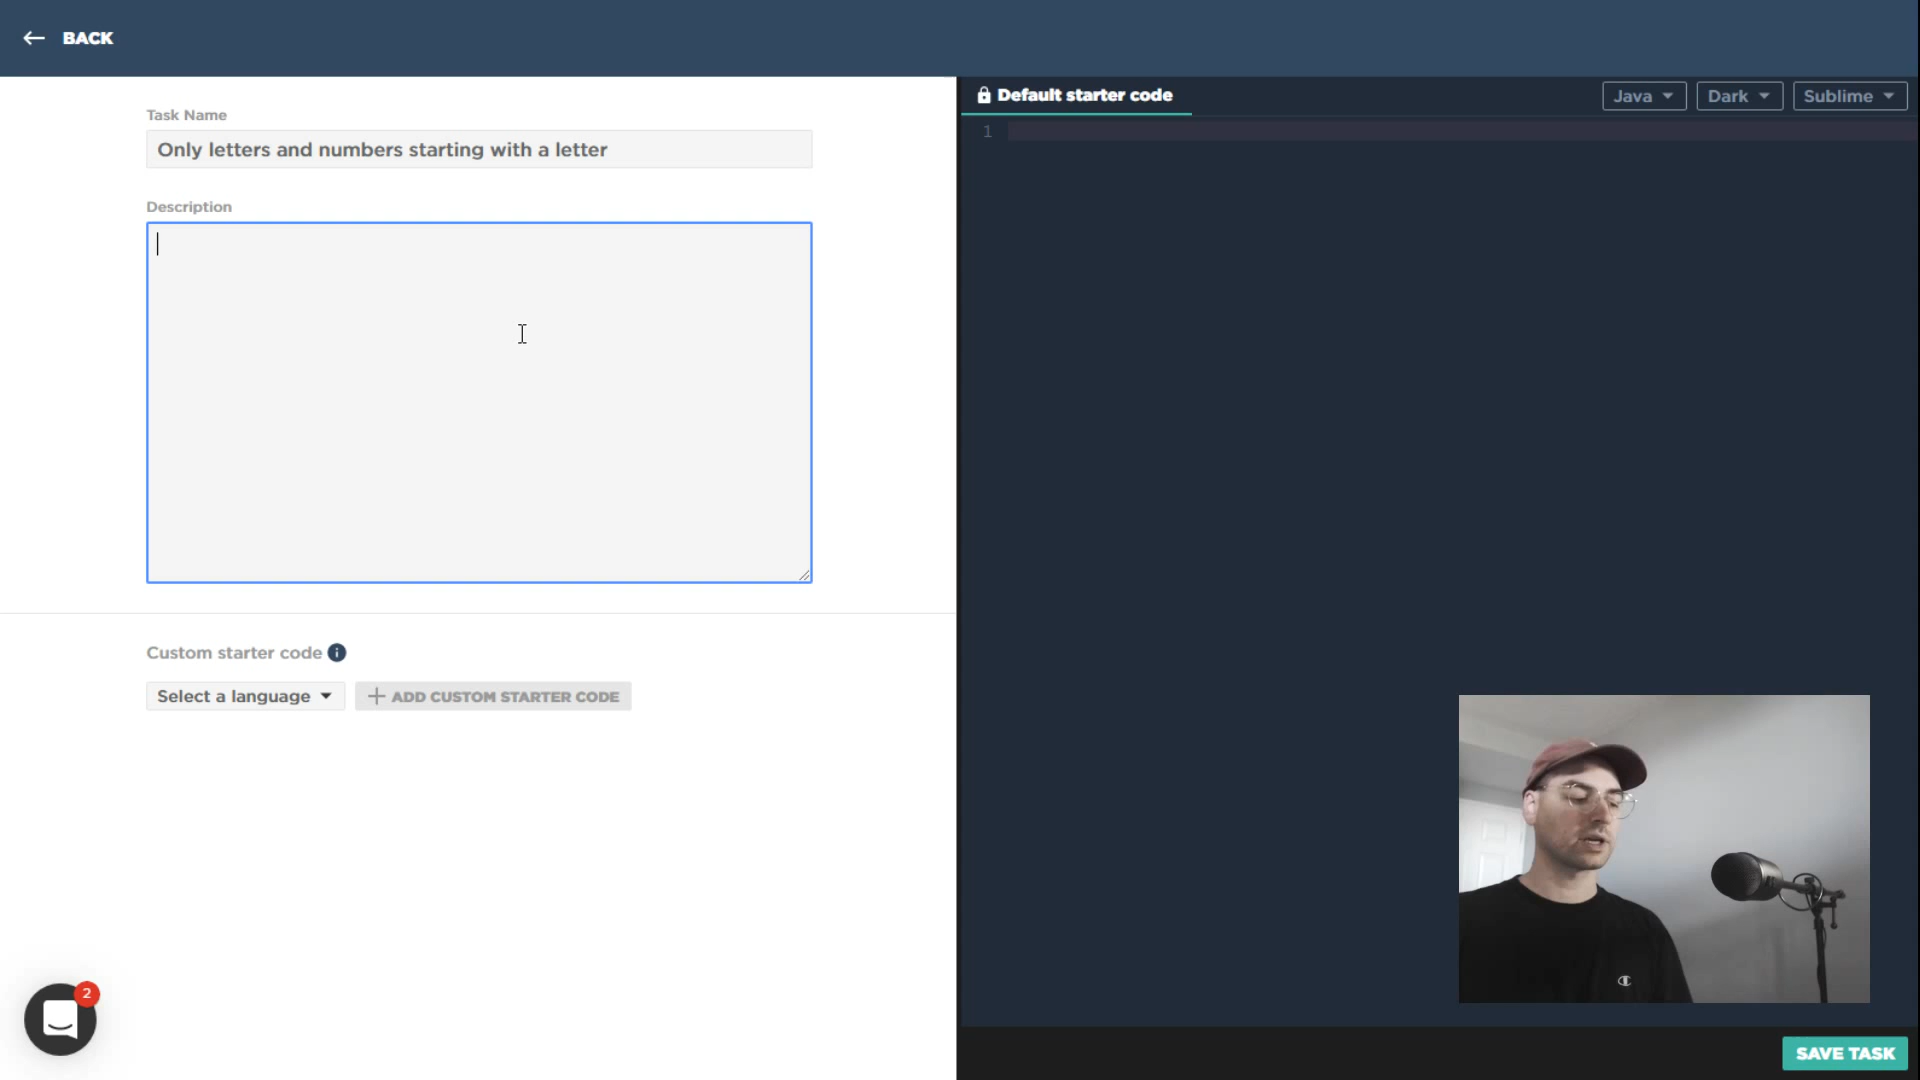 BACK
Task Name
Only letters and numbers starting with a letter
Description
Custom starter code
Select a language
ADD CUSTOM STARTER CODE
2
Default starter code
Java
Dark
Sublime
1
SAVE TASK